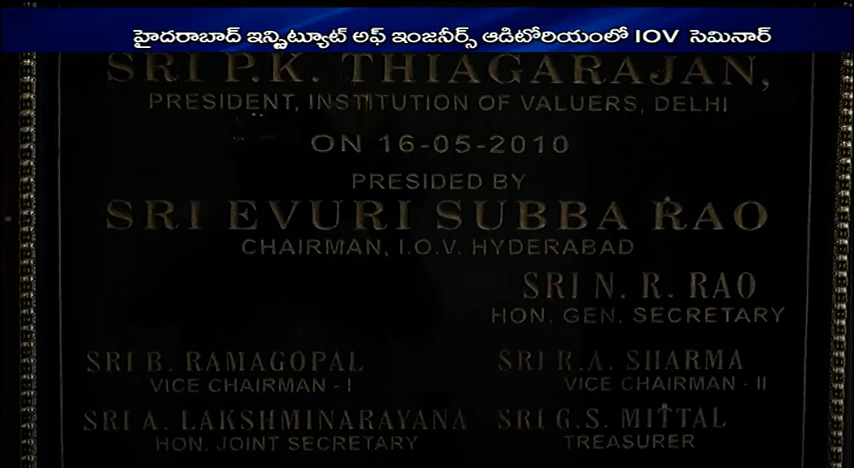 హైదరాబాద్ ఇన్స్టిట్యూట్ అఫ్ ఇంజనీర్స్ ఆడిటోరియంలో IOV సెమినార్
SRI P.K. THIAGARAJAN,
PRESIDENT, INSTITUTION OF VALUERS, DELHI
ON 16-05-2010
PRESIDED BY
SRI EVURI SUBBA RAO
CHAIRMAN, I.O.V. HYDERABAD
SRI N. R. RAO
HON. GEN. SECRETARY
SRI B. RAMAGOPAL
VICE CHAIRMAN - I
SRI R.A. SHARMA
VICE CHAIRMAN - II
SRI A. LAKSHMINARAYANA
HON. JOINT SECRETARY
SRI G.S. MITTAL
TREASURER